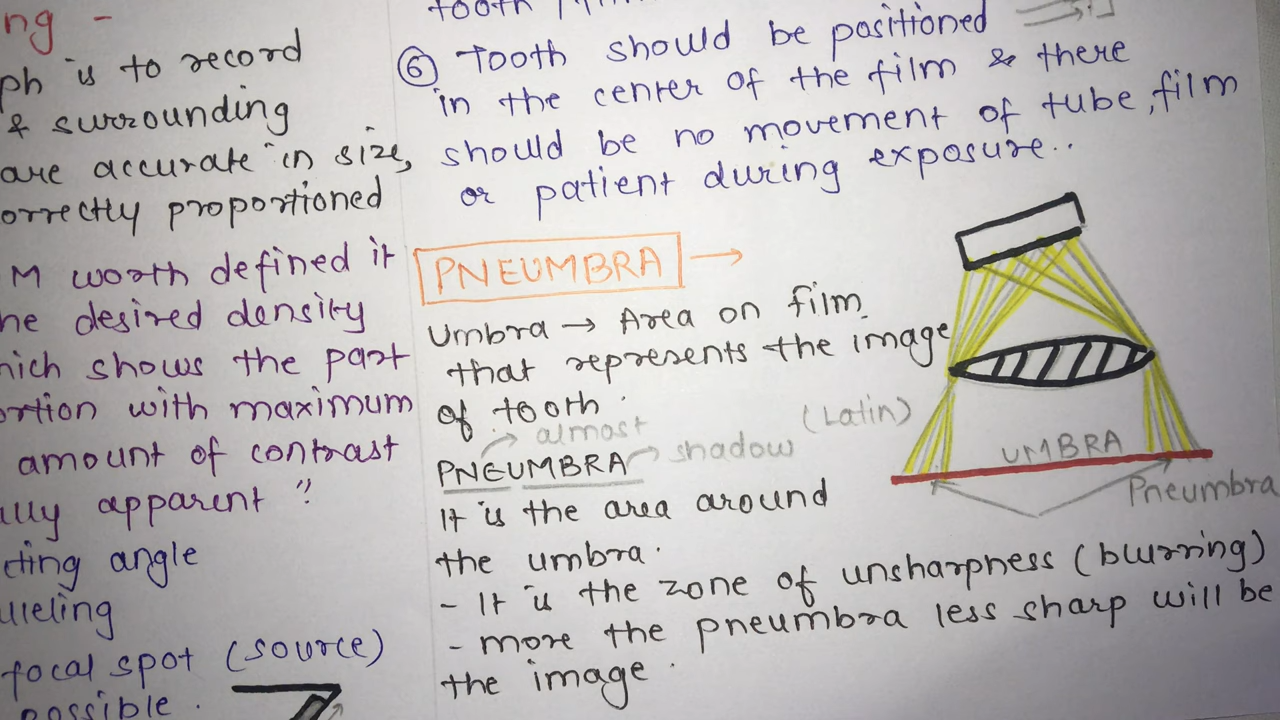 ng -
ph is to record
& surrounding
are accurate in size,
orrectly proportioned
M worth defined it
he desired density
hich shows the part
ortion with maximum
amount of contrast
ully apparent "
cting angle
lleling
focal spot (source)
possible.
tooth
⑥ Tooth should be positioned
in the center of the film & there
should be no movement of tube, film
or patient during exposure..
PNEUMBRA →
Umbra → Area on film
that represents the image
of tooth.
almost (Latin)
PNEUMBRA shadow
It is the area around
the umbra.
- It is the zone of unsharpness (blurring)
- more the pneumbra less sharp will be
the image.
UMBRA
Pneumbra